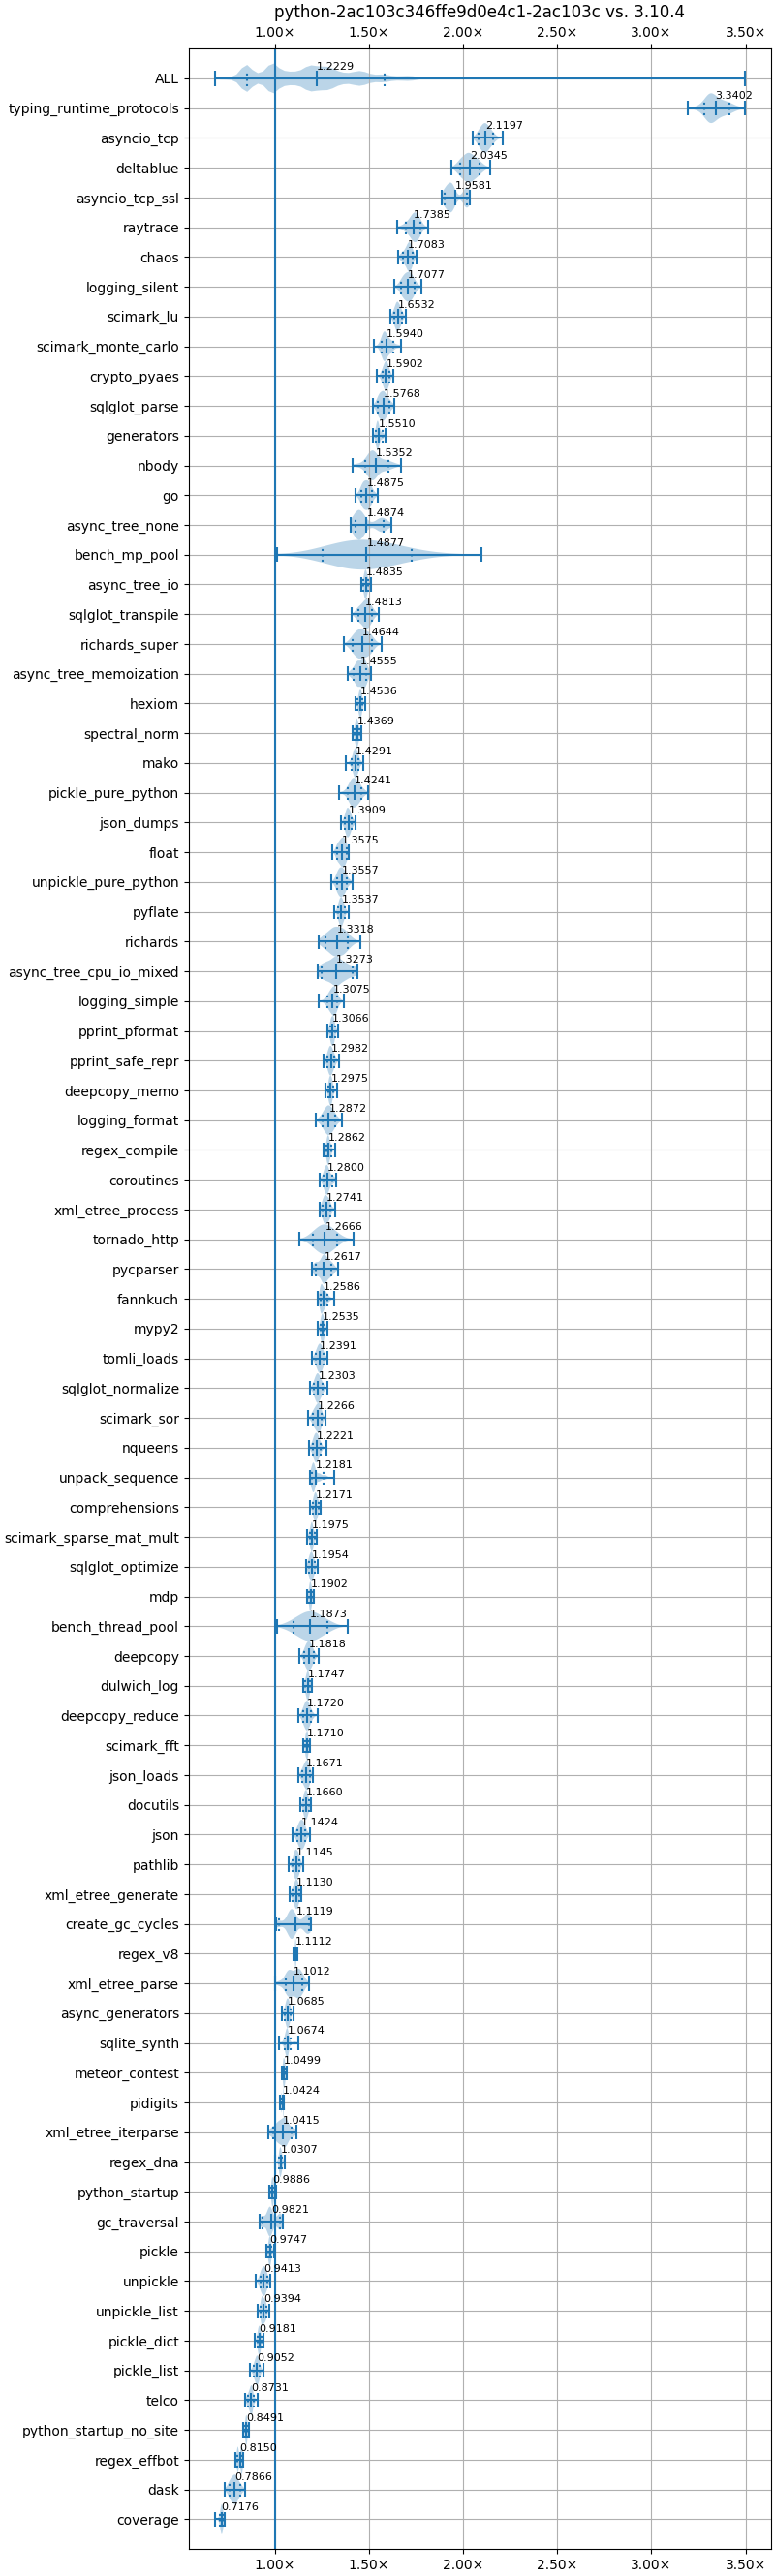 python-2ac103c346ffe9d0e4c1-2ac103c vs. 3.10.4
1.00× 1.50× 2.00× 2.50× 3.00× 3.50×
ALL 1.2229
typing_runtime_protocols 3.3402
asyncio_tcp 2.1197
deltablue 2.0345
asyncio_tcp_ssl 1.9581
raytrace 1.7385
chaos 1.7083
logging_silent 1.7077
scimark_lu 1.6532
scimark_monte_carlo 1.5940
crypto_pyaes 1.5902
sqlglot_parse 1.5768
generators 1.5510
nbody 1.5352
go 1.4875
async_tree_none 1.4874
bench_mp_pool 1.4877
async_tree_io 1.4835
sqlglot_transpile 1.4813
richards_super 1.4644
async_tree_memoization 1.4555
hexiom 1.4536
spectral_norm 1.4369
mako 1.4291
pickle_pure_python 1.4241
json_dumps 1.3909
float 1.3575
unpickle_pure_python 1.3557
pyflate 1.3537
richards 1.3318
async_tree_cpu_io_mixed 1.3273
logging_simple 1.3075
pprint_pformat 1.3066
pprint_safe_repr 1.2982
deepcopy_memo 1.2975
logging_format 1.2872
regex_compile 1.2862
coroutines 1.2800
xml_etree_process 1.2741
tornado_http 1.2666
pycparser 1.2617
fannkuch 1.2586
mypy2 1.2535
tomli_loads 1.2391
sqlglot_normalize 1.2303
scimark_sor 1.2266
nqueens 1.2221
unpack_sequence 1.2181
comprehensions 1.2171
scimark_sparse_mat_mult 1.1975
sqlglot_optimize 1.1954
mdp 1.1902
bench_thread_pool 1.1873
deepcopy 1.1818
dulwich_log 1.1747
deepcopy_reduce 1.1720
scimark_fft 1.1710
json_loads 1.1671
docutils 1.1660
json 1.1424
pathlib 1.1145
xml_etree_generate 1.1130
create_gc_cycles 1.1119
regex_v8 1.1112
xml_etree_parse 1.1012
async_generators 1.0685
sqlite_synth 1.0674
meteor_contest 1.0499
pidigits 1.0424
xml_etree_iterparse 1.0415
regex_dna 1.0307
python_startup 0.9886
gc_traversal 0.9821
pickle 0.9747
unpickle 0.9413
unpickle_list 0.9394
pickle_dict 0.9181
pickle_list 0.9052
telco 0.8731
python_startup_no_site 0.8491
regex_effbot 0.8150
dask 0.7866
coverage 0.7176
1.00× 1.50× 2.00× 2.50× 3.00× 3.50×